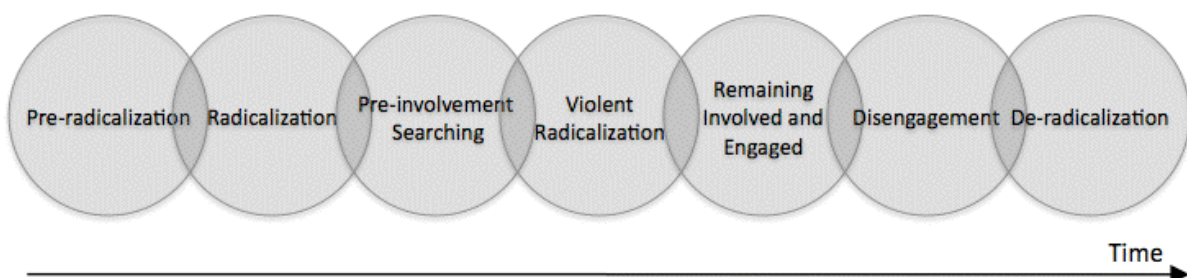 Pre-radicalization
Radicalization
Pre-involvement
Searching
Violent
Radicalization
Remaining
Involved and
Engaged
Disengagement
De-radicalization
Time